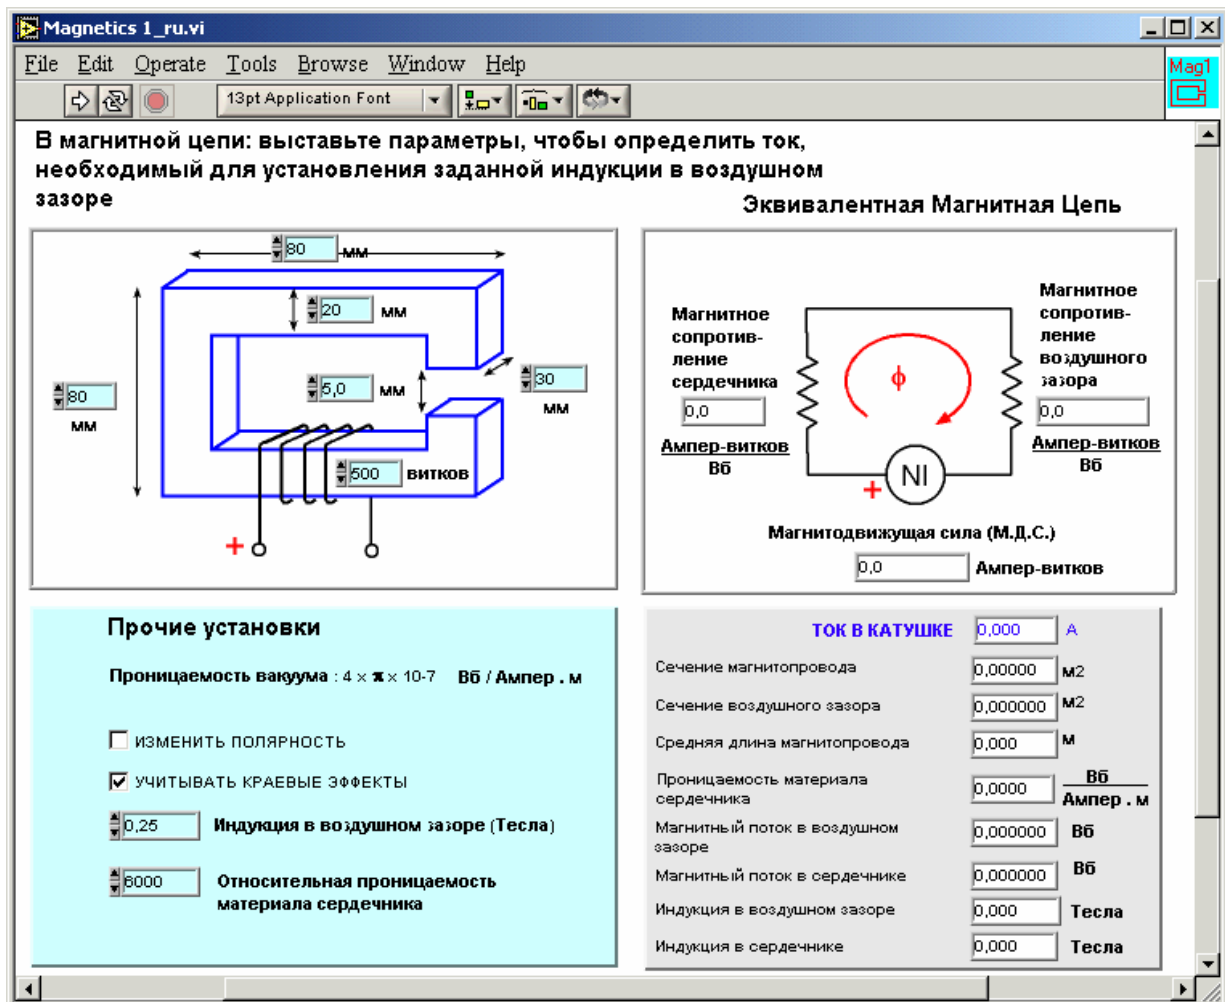 Magnetics 1_ru.vi
File Edit Operate Tools Browse Window Help
Mag1
13pt Application Font
В магнитной цепи: выставьте параметры, чтобы определить ток,
необходимый для установления заданной индукции в воздушном
зазоре
Эквивалентная Магнитная Цепь
80 мм
20 мм
80
мм
5,0 мм
30
мм
500 витков
+
Магнитное
сопротив-
ление
сердечника
0,0
Ампер-витков
Вб
ϕ
Магнитное
сопротив-
ление
воздушного
зазора
0,0
Ампер-витков
Вб
NI
+
Магнитодвижущая сила (М.Д.С.)
0,0 Ампер-витков
Прочие установки
Проницаемость вакуума : 4 × π × 10-7 Вб / Ампер . м
ИЗМЕНИТЬ ПОЛЯРНОСТЬ
УЧИТЫВАТЬ КРАЕВЫЕ ЭФФЕКТЫ
0,25 Индукция в воздушном зазоре (Тесла)
6000 Относительная проницаемость
материала сердечника
ТОК В КАТУШКЕ 0,000 А
Сечение магнитопровода 0,00000 м2
Сечение воздушного зазора 0,000000 м2
Средняя длина магнитопровода 0,000 м
Проницаемость материала
сердечника 0,0000 Вб
Ампер . м
Магнитный поток в воздушном
зазоре 0,000000 Вб
Магнитный поток в сердечнике 0,000000 Вб
Индукция в воздушном зазоре 0,000 Тесла
Индукция в сердечнике 0,000 Тесла